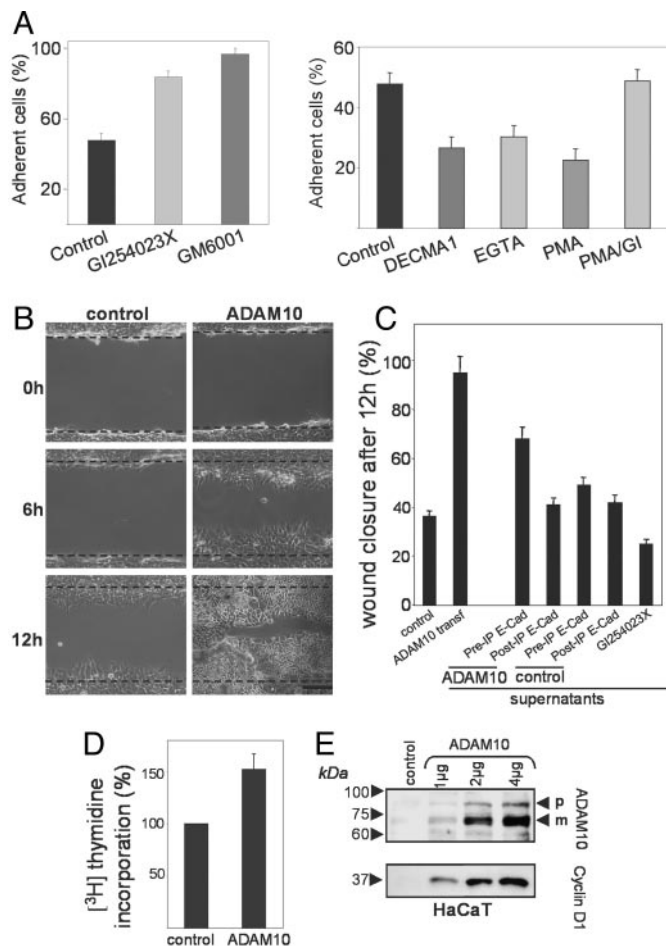 A
Adherent cells (%)
100
80
60
20
Control
GI254023X
GM6001
Adherent cells (%)
60
40
20
Control
DECMA1
EGTA
PMA
PMA/GI
B
control
ADAM10
0h
6h
12h
C
wound closure after 12h (%)
100
80
60
40
20
0
control
ADAM10 transf
Pre-IP E-Cad
Post-IP E-Cad
Pre-IP E-Cad
Post-IP E-Cad
GI254023X
ADAM10
control
supernatants
D
[³H] thymidine
incorporation (%)
150
100
50
control
ADAM10
E
ADAM10
kDa
control
1µg
2µg
4µg
100
75
60
p
m
ADAM10
37
Cyclin D1
HaCaT